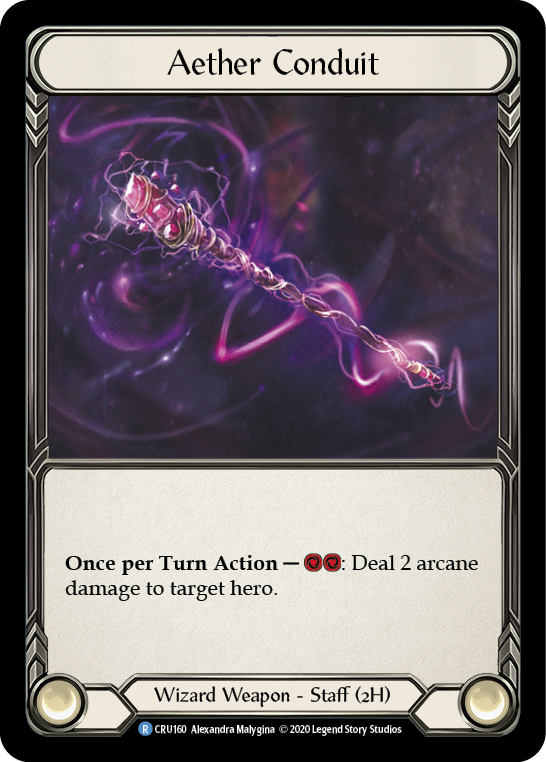 Aether Conduit
Once per Turn Action — : Deal 2 arcane
damage to target hero.
Wizard Weapon - Staff (2H)
R CRU160 Alexandra Malygina © 2020 Legend Story Studios